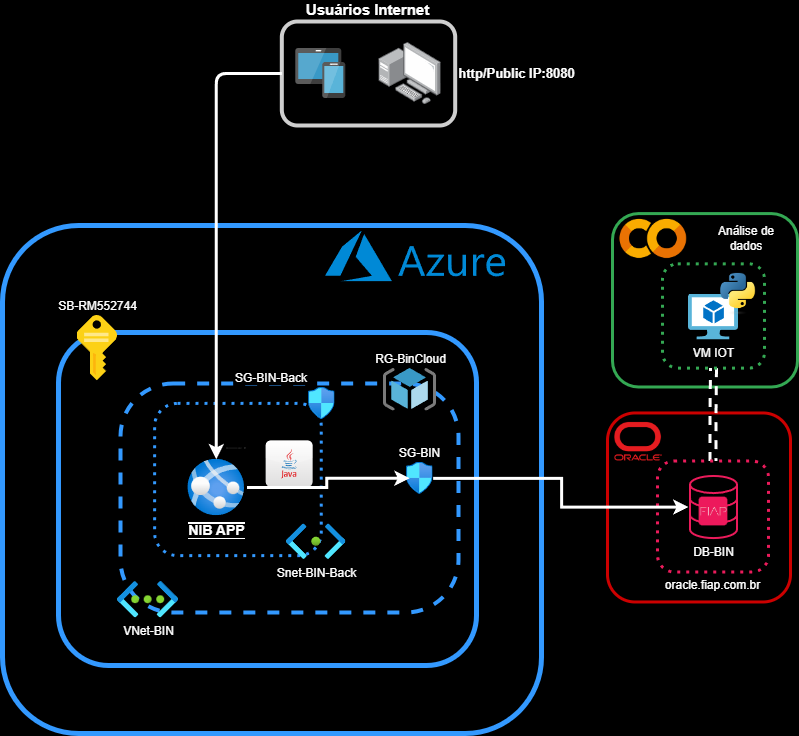 Usuários Internet
http/Public IP:8080
Azure
Análise de
dados
VM IOT
SB-RM552744
RG-BinCloud
SG-BIN-Back
Java
SG-BIN
NIB APP
Snet-BIN-Back
VNet-BIN
ORACLE
FIAP
DB-BIN
oracle.fiap.com.br